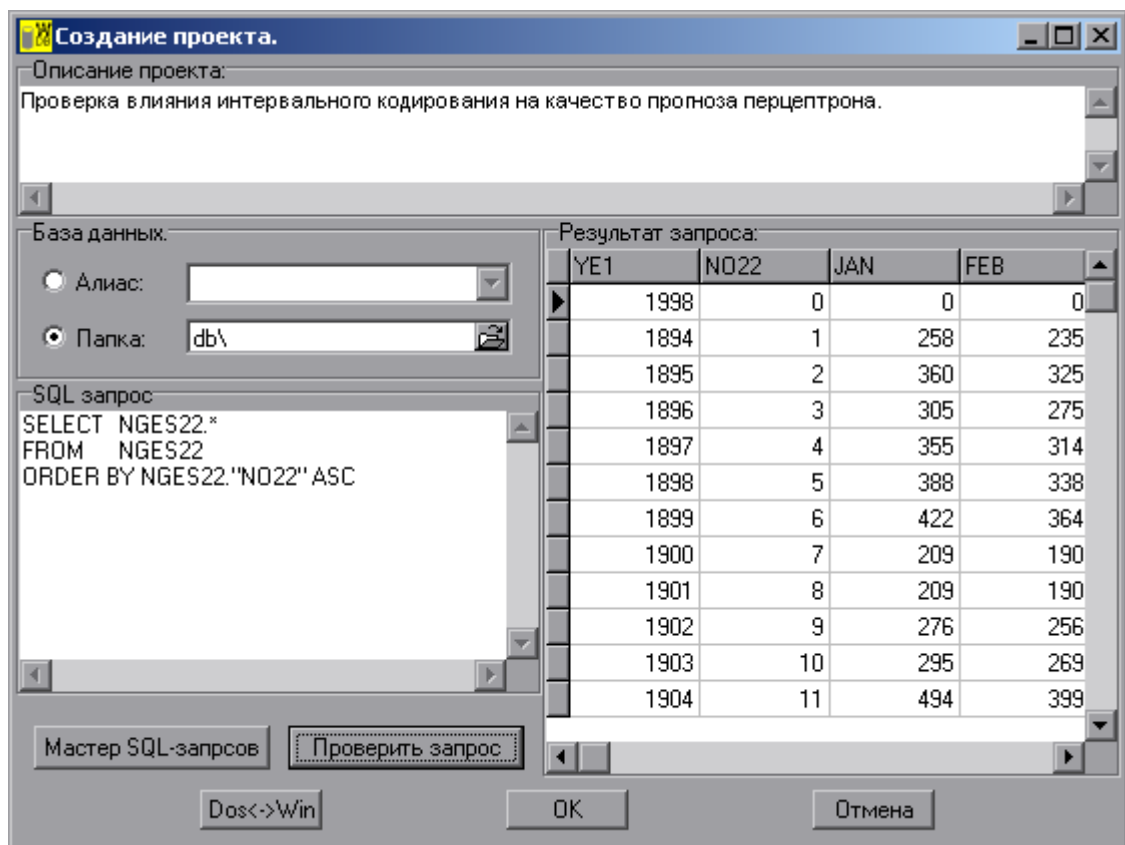 Создание проекта.
Описание проекта:
Проверка влияния интервального кодирования на качество прогноза перцептрона.
База данных:
Алиас:
Папка: db\
SQL запрос
SELECT NGES22.*
FROM NGES22
ORDER BY NGES22."NO22" ASC
Мастер SQL-запрсов Проверить запрос
Результат запроса:
YE1 NO22 JAN FEB
1998 0 0 0
1894 1 258 235
1895 2 360 325
1896 3 305 275
1897 4 355 314
1898 5 388 338
1899 6 422 364
1900 7 209 190
1901 8 209 190
1902 9 276 256
1903 10 295 269
1904 11 494 399
Dos<->Win OK Отмена